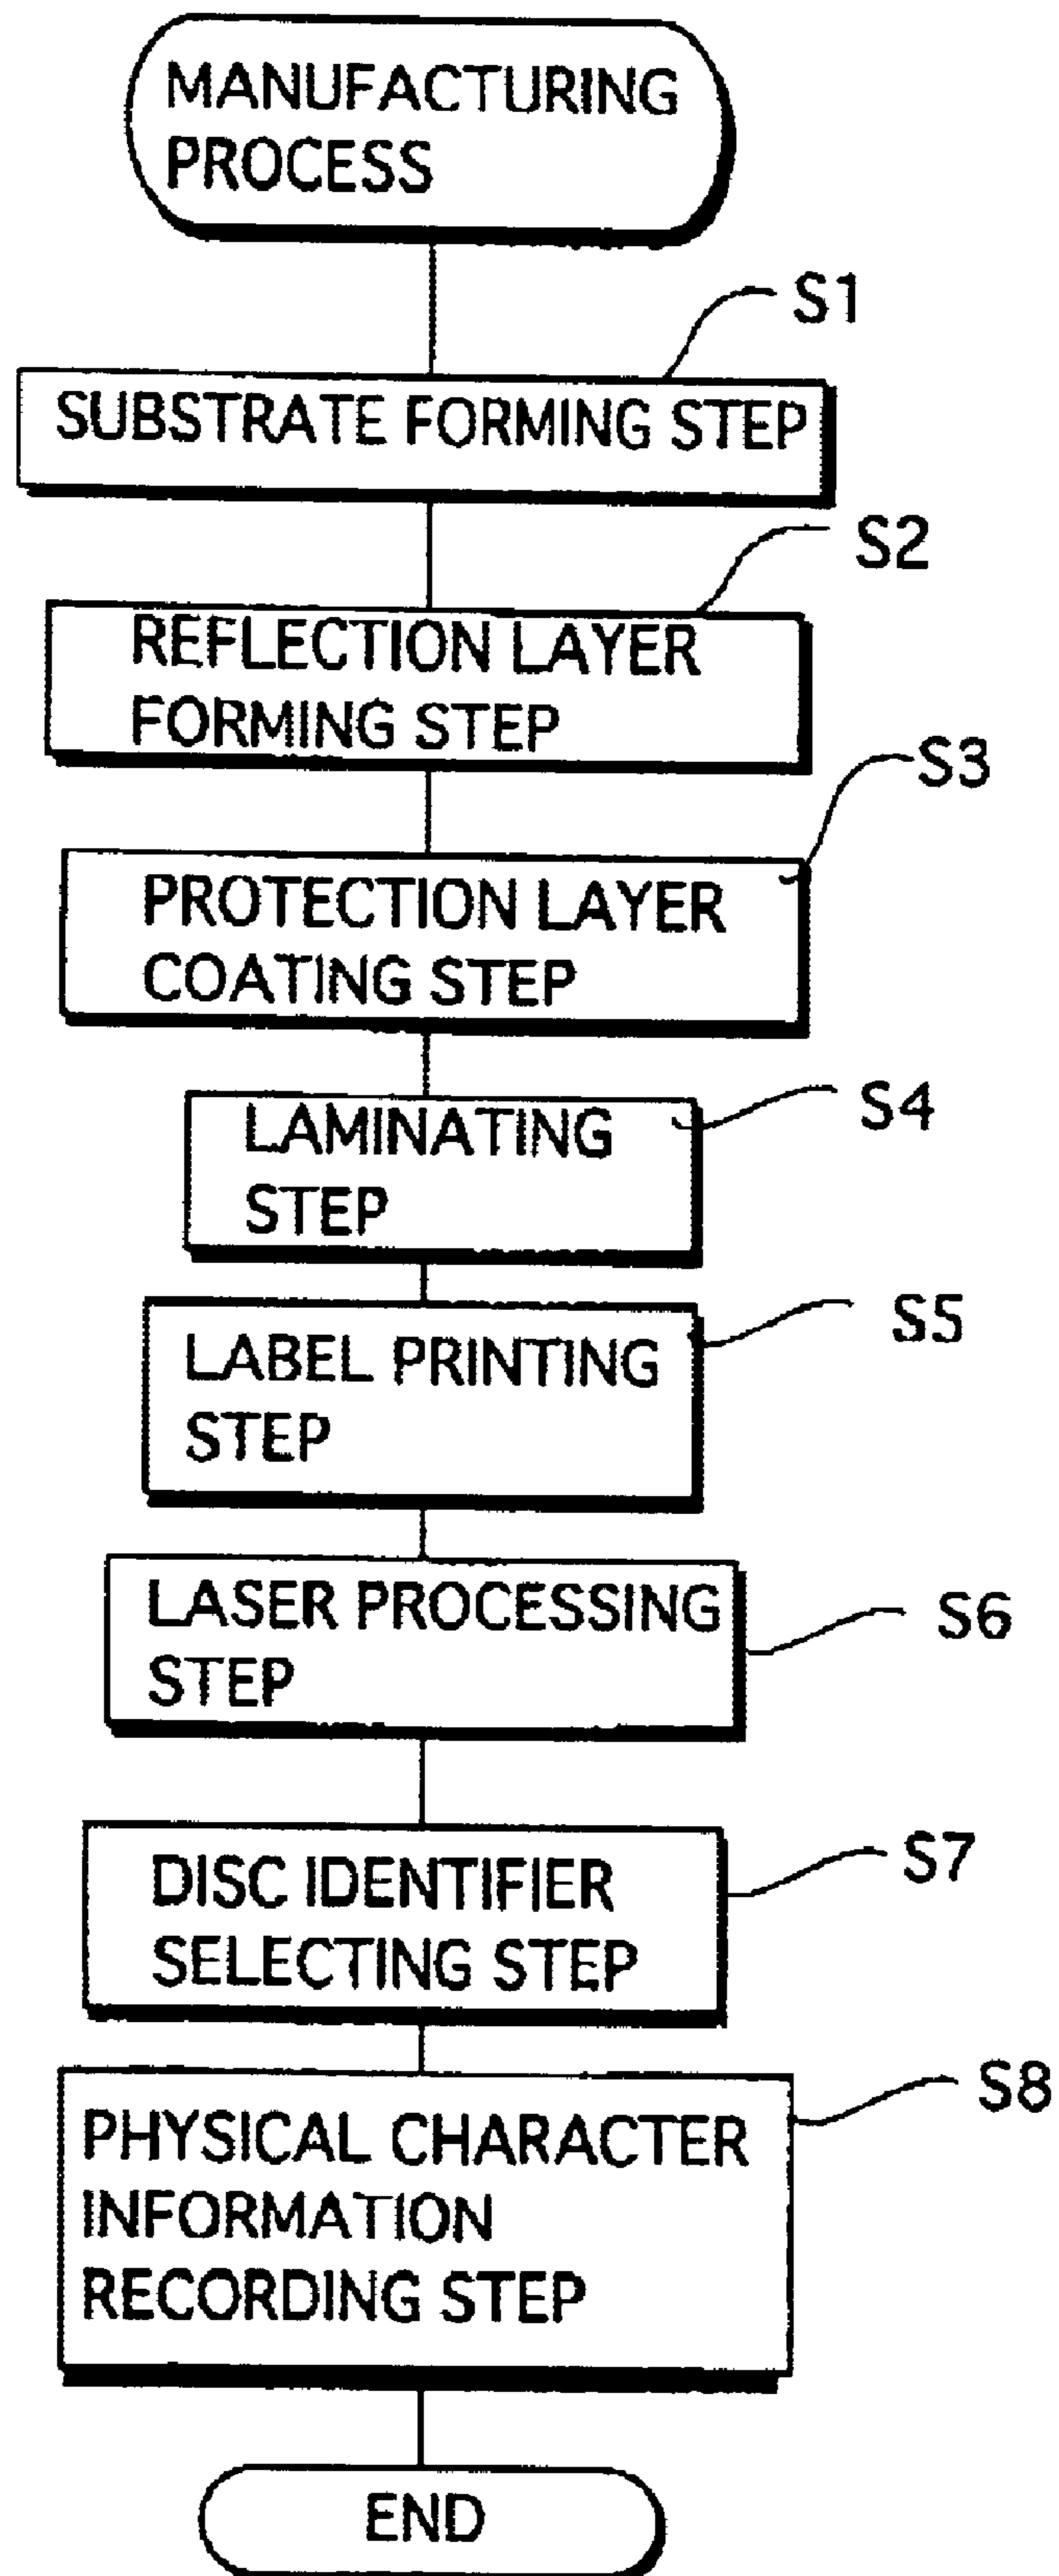 MANUFACTURING
PROCESS
S1
SUBSTRATE FORMING STEP
S2
REFLECTION LAYER
FORMING STEP
S3
PROTECTION LAYER
COATING STEP
S4
LAMINATING
STEP
S5
LABEL PRINTING
STEP
S6
LASER PROCESSING
STEP
S7
DISC IDENTIFIER
SELECTING STEP
S8
PHYSICAL CHARACTER
INFORMATION
RECORDING STEP
END